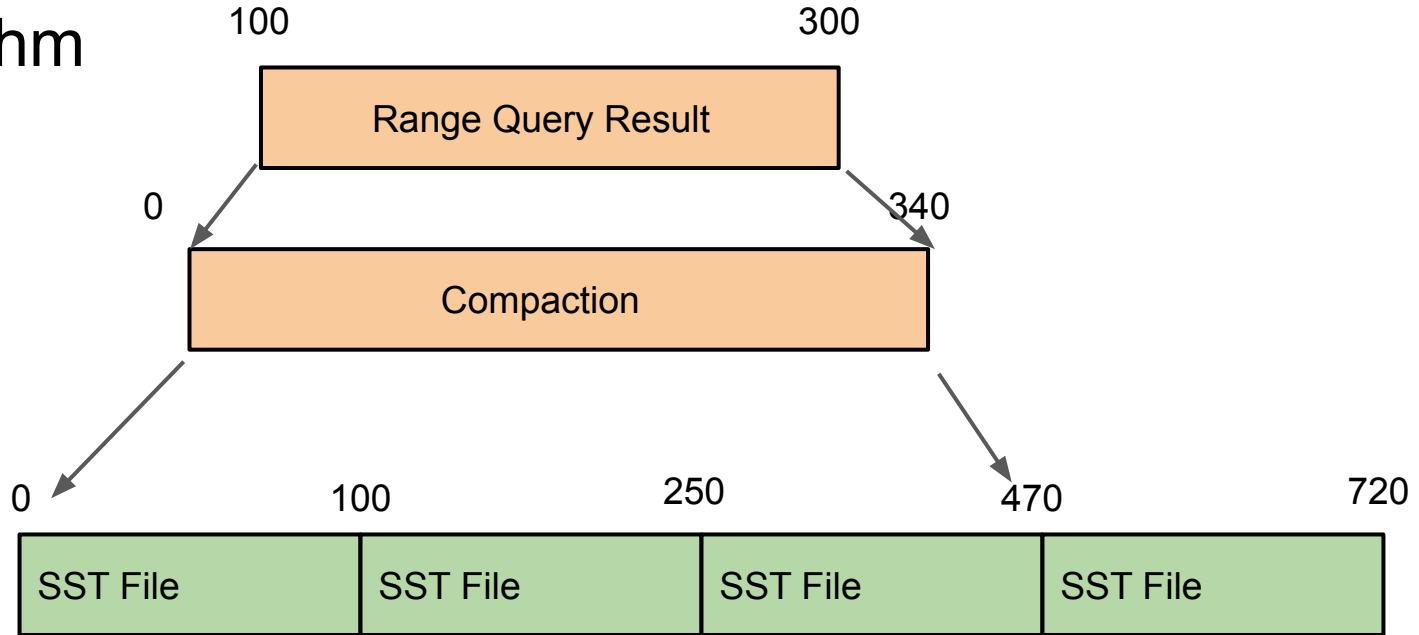 hm
100 300
Range Query Result
0 340
Compaction
0 100 250 470 720
SST File SST File SST File SST File